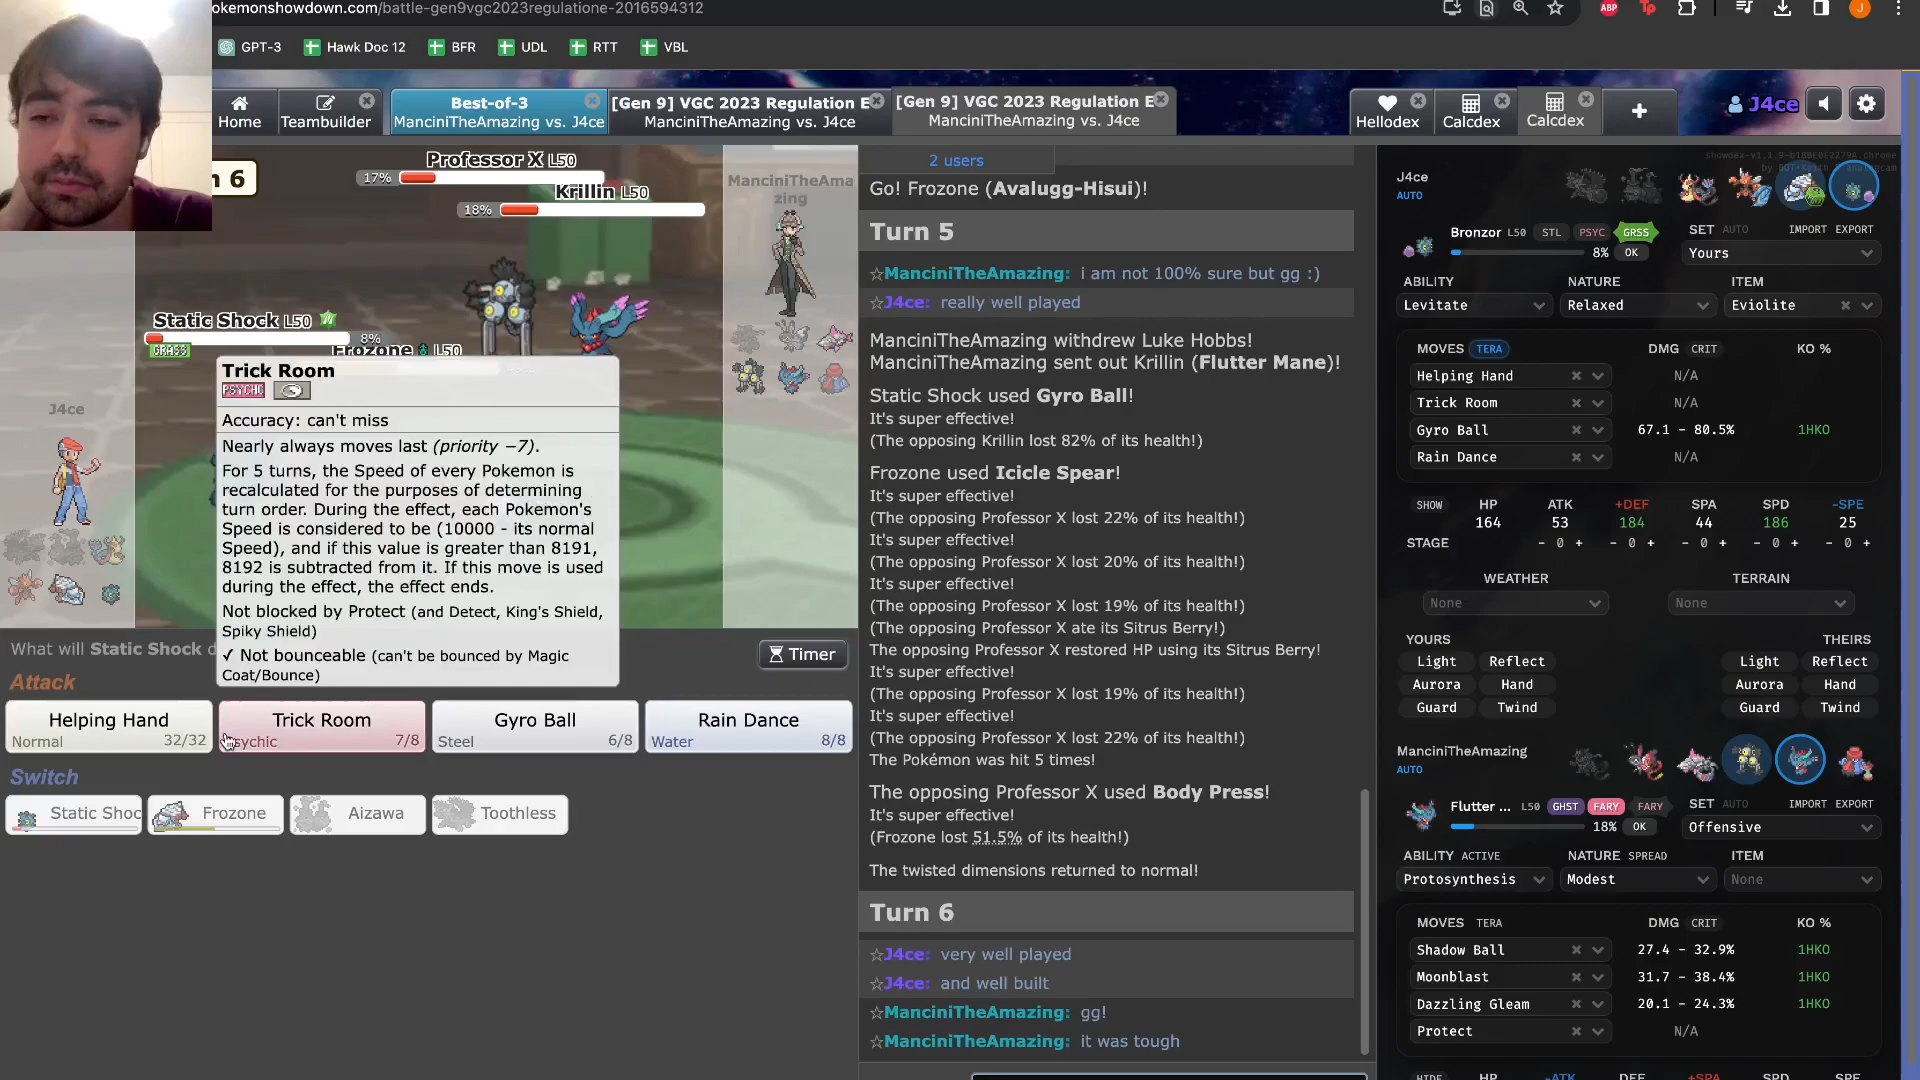 okemonshowdown.com/battle-gen9vgc2023regulatione-2016594312
GPT-3
Hawk Doc 12
BFR
UDL
RTT
VBL
Home
Teambuilder
Best-of-3
ManciniTheAmazing vs. J4ce
[Gen 9] VGC 2023 Regulation E
ManciniTheAmazing vs. J4ce
[Gen 9] VGC 2023 Regulation E
ManciniTheAmazing vs. J4ce
Hellodex
Calcdex
Calcdex
J4ce
n 6
17%
Professor X L50
18%
Krillin L50
ManciniTheAma
zing
Static Shock L50
8%
GRASS
Frozone L50
J4ce
Trick Room
PSYCHC
Accuracy: can't miss
Nearly always moves last (priority −7).
For 5 turns, the Speed of every Pokemon is
recalculated for the purposes of determining
turn order. During the effect, each Pokemon's
Speed is considered to be (10000 - its normal
Speed), and if this value is greater than 8191,
8192 is subtracted from it. If this move is used
during the effect, the effect ends.
Not blocked by Protect (and Detect, King's Shield,
Spiky Shield)
✓ Not bounceable (can't be bounced by Magic
Coat/Bounce)
What will Static Shock d
Timer
Attack
Helping Hand
Normal 32/32
Trick Room
sychic 7/8
Gyro Ball
Steel 6/8
Rain Dance
Water 8/8
Switch
Static Shoc
Frozone
Aizawa
Toothless
2 users
Go! Frozone (Avalugg-Hisui)!
Turn 5
☆ManciniTheAmazing: i am not 100% sure but gg :)
☆J4ce: really well played
ManciniTheAmazing withdrew Luke Hobbs!
ManciniTheAmazing sent out Krillin (Flutter Mane)!
Static Shock used Gyro Ball!
It's super effective!
(The opposing Krillin lost 82% of its health!)
Frozone used Icicle Spear!
It's super effective!
(The opposing Professor X lost 22% of its health!)
It's super effective!
(The opposing Professor X lost 20% of its health!)
It's super effective!
(The opposing Professor X lost 19% of its health!)
(The opposing Professor X ate its Sitrus Berry!)
The opposing Professor X restored HP using its Sitrus Berry!
It's super effective!
(The opposing Professor X lost 19% of its health!)
It's super effective!
(The opposing Professor X lost 22% of its health!)
The Pokémon was hit 5 times!
The opposing Professor X used Body Press!
It's super effective!
(Frozone lost 51.5% of its health!)
The twisted dimensions returned to normal!
Turn 6
☆J4ce: very well played
☆J4ce: and well built
☆ManciniTheAmazing: gg!
☆ManciniTheAmazing: it was tough
J4ce
AUTO
Bronzor L50 STL PSYC GRSS
8% OK
SET AUTO IMPORT EXPORT
Yours
ABILITY NATURE ITEM
Levitate Relaxed Eviolite
MOVES TERA DMG CRIT KO %
Helping Hand N/A
Trick Room N/A
Gyro Ball 67.1 - 80.5% 1HKO
Rain Dance N/A
SHOW HP ATK +DEF SPA SPD -SPE
164 53 184 44 186 25
STAGE - 0 + - 0 + - 0 + - 0 + - 0 +
WEATHER TERRAIN
None None
YOURS THEIRS
Light Reflect Light Reflect
Aurora Hand Aurora Hand
Guard Twind Guard Twind
ManciniTheAmazing
AUTO
Flutter ... L50 GHST FARY FARY
18% OK
SET AUTO IMPORT EXPORT
Offensive
ABILITY ACTIVE NATURE SPREAD ITEM
Protosynthesis Modest None
MOVES TERA DMG CRIT KO %
Shadow Ball 27.4 - 32.9% 1HKO
Moonblast 31.7 - 38.4% 1HKO
Dazzling Gleam 20.1 - 24.3% 1HKO
Protect N/A
HIDE HP -ATK DEF +SPA SPD SPE